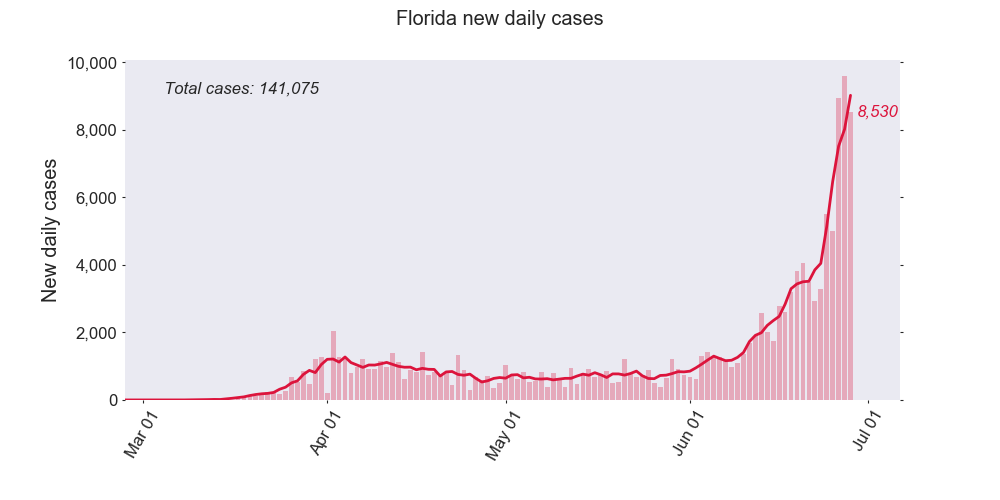 Florida new daily cases
10,000
Total cases: 141,075
8,530
8,000
6,000
4,000
2,000
0
New daily cases
Mar 01
Apr 01
May 01
Jun 01
Jul 01